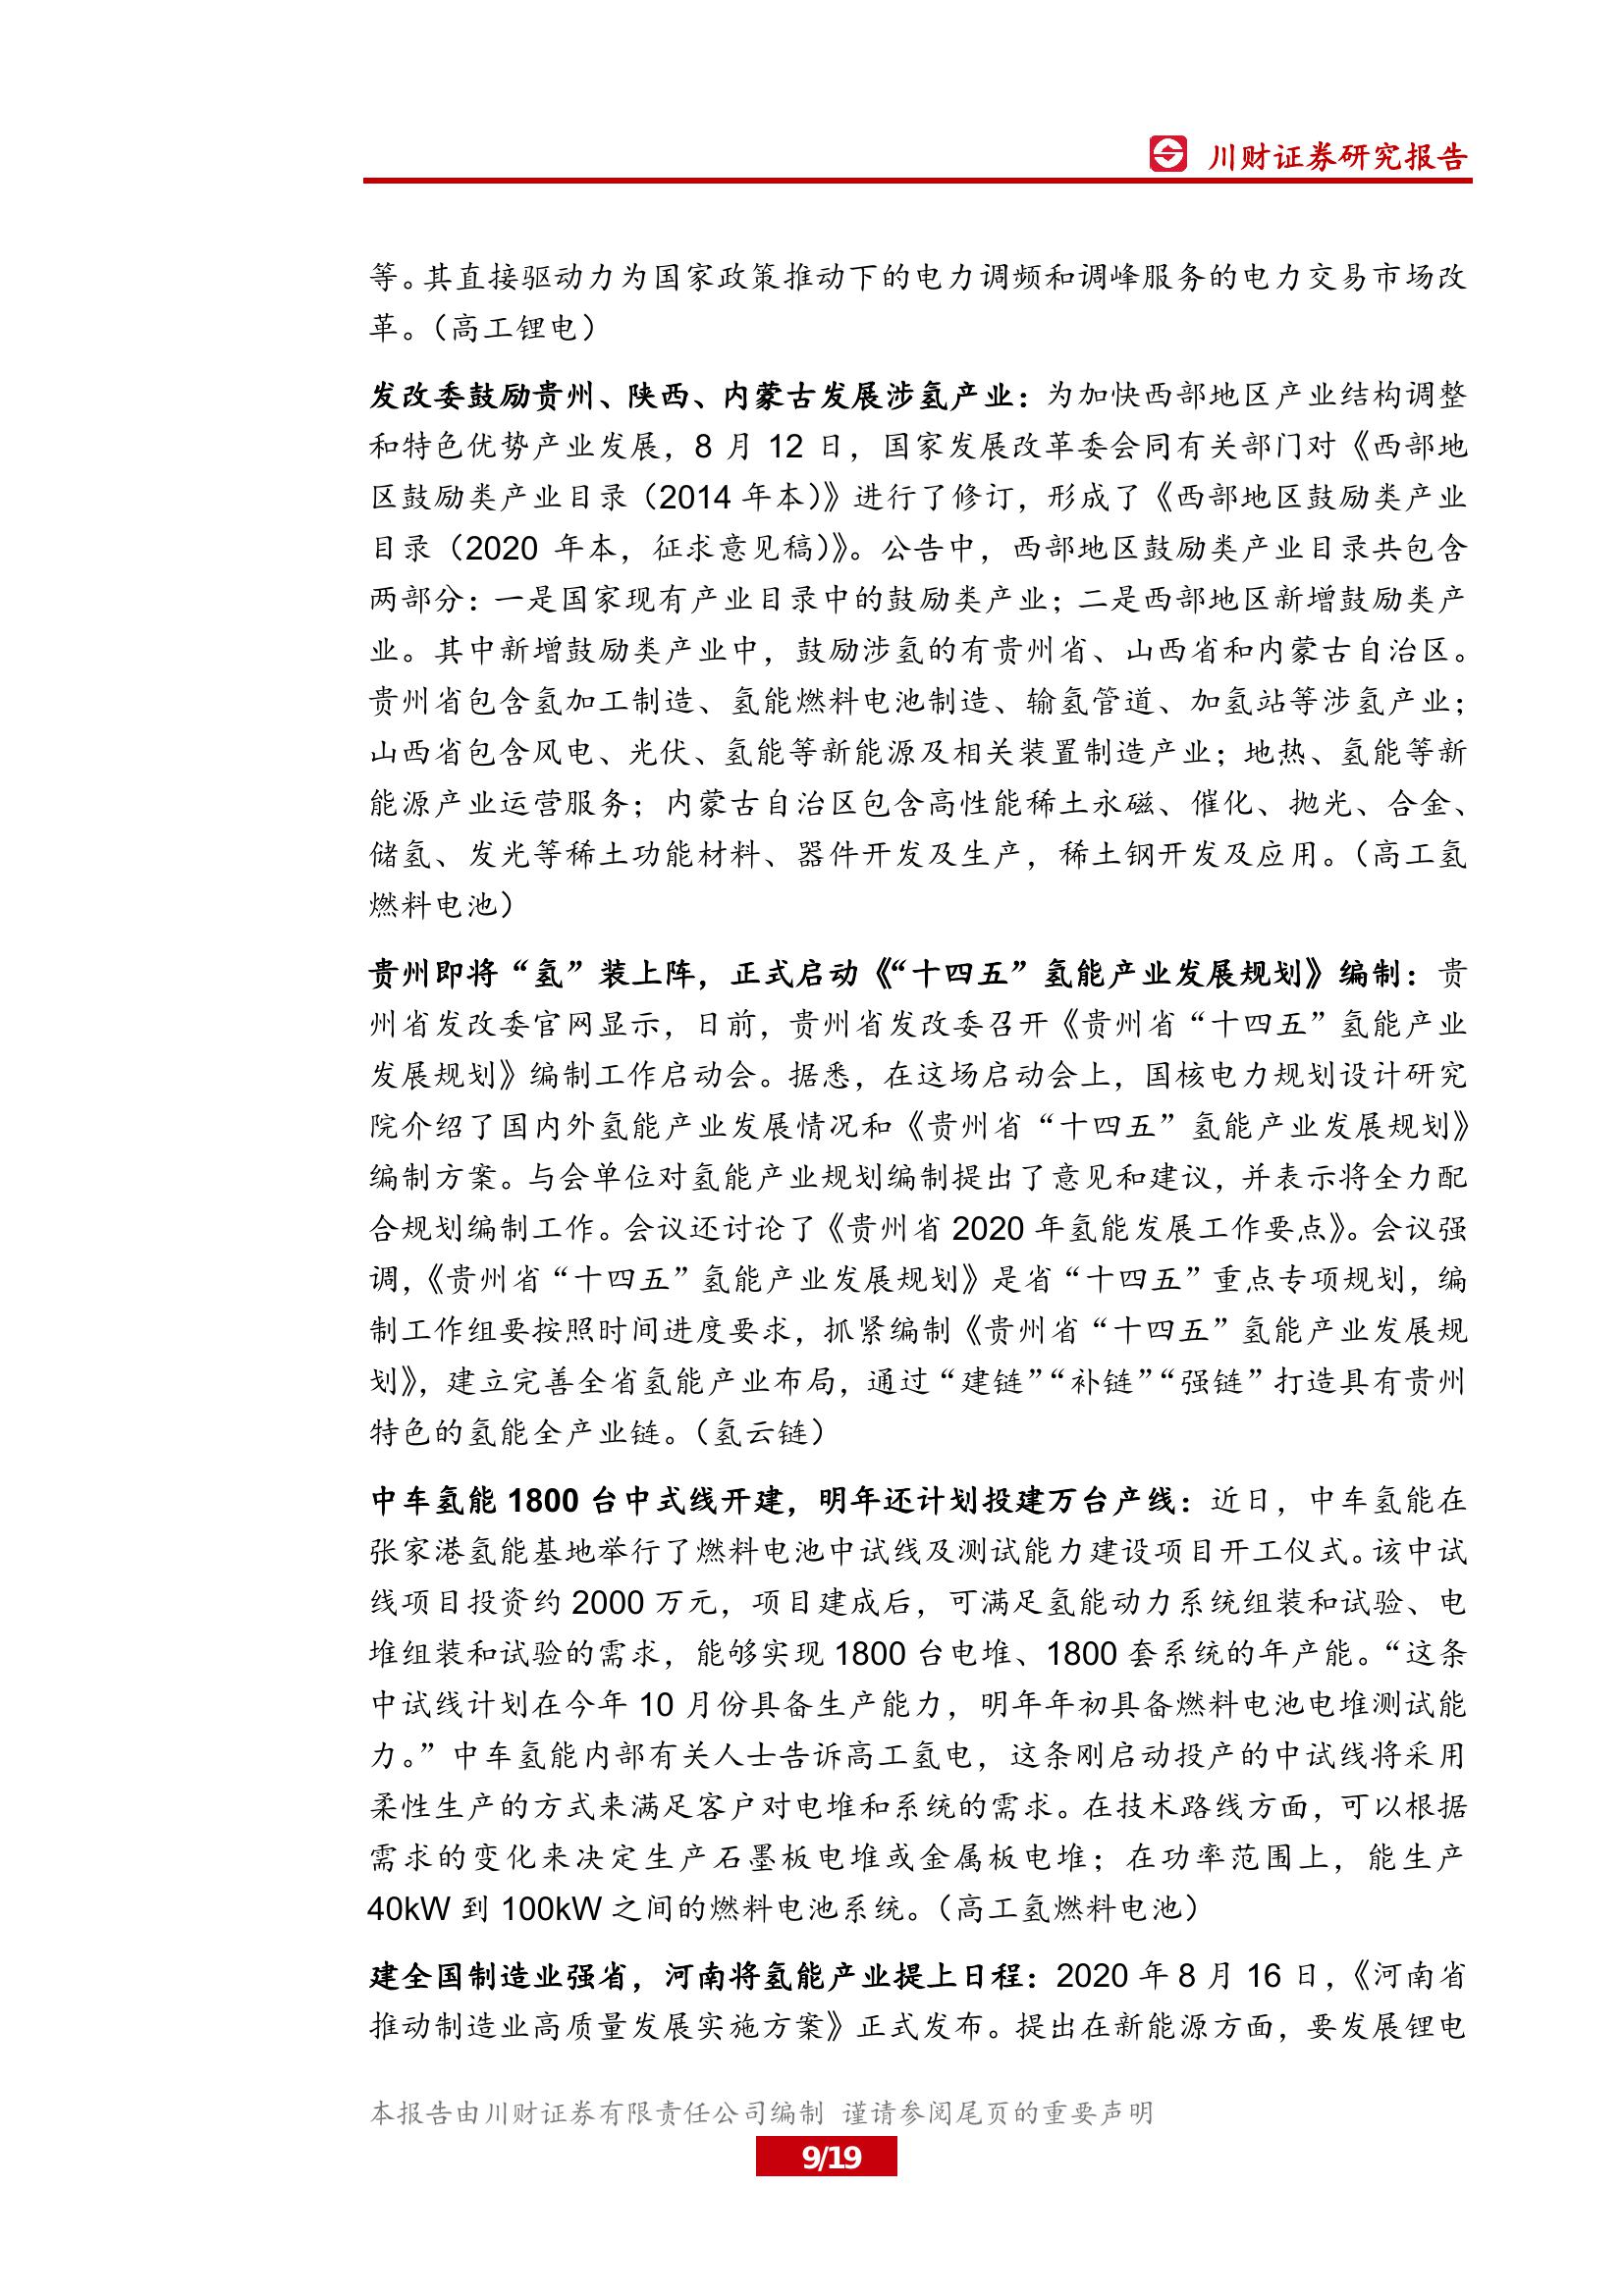 川财证券研究报告
等。其直接驱动力为国家政策推动下的电力调频和调峰服务的电力交易市场改
革。（高工锂电）
发改委鼓励贵州、陕西、内蒙古发展涉氢产业：为加快西部地区产业结构调整
和特色优势产业发展，8 月 12 日，国家发展改革委会同有关部门对《西部地
区鼓励类产业目录（2014 年本）》进行了修订，形成了《西部地区鼓励类产业
目录（2020 年本，征求意见稿）》。公告中，西部地区鼓励类产业目录共包含
两部分：一是国家现有产业目录中的鼓励类产业；二是西部地区新增鼓励类产
业。其中新增鼓励类产业中，鼓励涉氢的有贵州省、山西省和内蒙古自治区。
贵州省包含氢加工制造、氢能燃料电池制造、输氢管道、加氢站等涉氢产业；
山西省包含风电、光伏、氢能等新能源及相关装置制造产业；地热、氢能等新
能源产业运营服务；内蒙古自治区包含高性能稀土永磁、催化、抛光、合金、
储氢、发光等稀土功能材料、器件开发及生产，稀土钢开发及应用。（高工氢
燃料电池）
贵州即将“氢”装上阵，正式启动《“十四五”氢能产业发展规划》编制：贵
州省发改委官网显示，日前，贵州省发改委召开《贵州省“十四五”氢能产业
发展规划》编制工作启动会。据悉，在这场启动会上，国核电力规划设计研究
院介绍了国内外氢能产业发展情况和《贵州省“十四五”氢能产业发展规划》
编制方案。与会单位对氢能产业规划编制提出了意见和建议，并表示将全力配
合规划编制工作。会议还讨论了《贵州省 2020 年氢能发展工作要点》。会议强
调，《贵州省“十四五”氢能产业发展规划》是省“十四五”重点专项规划，编
制工作组要按照时间进度要求，抓紧编制《贵州省“十四五”氢能产业发展规
划》，建立完善全省氢能产业布局，通过“建链”“补链”“强链”打造具有贵州
特色的氢能全产业链。（氢云链）
中车氢能 1800 台中式线开建，明年还计划投建万台产线：近日，中车氢能在
张家港氢能基地举行了燃料电池中试线及测试能力建设项目开工仪式。该中试
线项目投资约 2000 万元，项目建成后，可满足氢能动力系统组装和试验、电
堆组装和试验的需求，能够实现 1800 台电堆、1800 套系统的年产能。“这条
中试线计划在今年 10 月份具备生产能力，明年年初具备燃料电池电堆测试能
力。”中车氢能内部有关人士告诉高工氢电，这条刚启动投产的中试线将采用
柔性生产的方式来满足客户对电堆和系统的需求。在技术路线方面，可以根据
需求的变化来决定生产石墨板电堆或金属板电堆；在功率范围上，能生产
40kW 到 100kW 之间的燃料电池系统。（高工氢燃料电池）
建全国制造业强省，河南将氢能产业提上日程：2020 年 8 月 16 日，《河南省
推动制造业高质量发展实施方案》正式发布。提出在新能源方面，要发展锂电
本报告由川财证券有限责任公司编制 谨请参阅尾页的重要声明
9/19